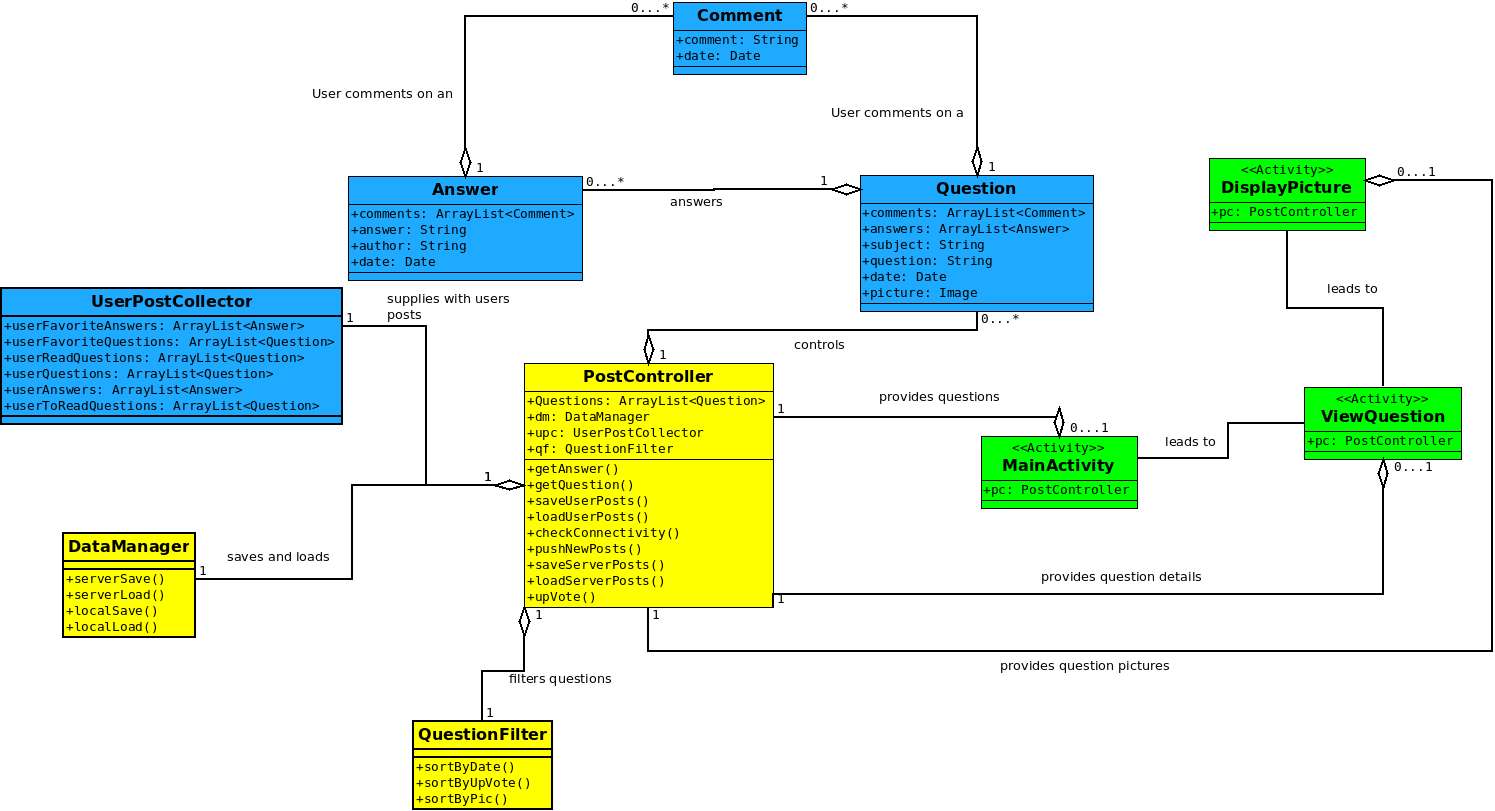 0...*
Comment
0...*
+comment: String
+date: Date
User comments on an
User comments on a
1
1
Answer
+comments: ArrayList<Comment>
+answer: String
+author: String
+date: Date
0...*
answers
1
Question
+comments: ArrayList<Comment>
+answers: ArrayList<Answer>
+subject: String
+question: String
+date: Date
+picture: Image
0...*
<<Activity>>
DisplayPicture
+pc: PostController
0...1
leads to
UserPostCollector
+userFavoriteAnswers: ArrayList<Answer>
+userFavoriteQuestions: ArrayList<Question>
+userReadQuestions: ArrayList<Question>
+userQuestions: ArrayList<Question>
+userAnswers: ArrayList<Answer>
+userToReadQuestions: ArrayList<Question>
1
supplies with users
posts
controls
1
PostController
+Questions: ArrayList<Question>
+dm: DataManager
+upc: UserPostCollector
+qf: QuestionFilter
+getAnswer()
+getQuestion()
+saveUserPosts()
+loadUserPosts()
+checkConnectivity()
+pushNewPosts()
+saveServerPosts()
+loadServerPosts()
+upVote()
1
1
provides questions
0...1
<<Activity>>
MainActivity
+pc: PostController
leads to
<<Activity>>
ViewQuestion
+pc: PostController
0...1
DataManager
+serverSave()
+serverLoad()
+localSave()
+localLoad()
1
saves and loads
provides question details
1
1
1
provides question pictures
filters questions
1
QuestionFilter
+sortByDate()
+sortByUpVote()
+sortByPic()